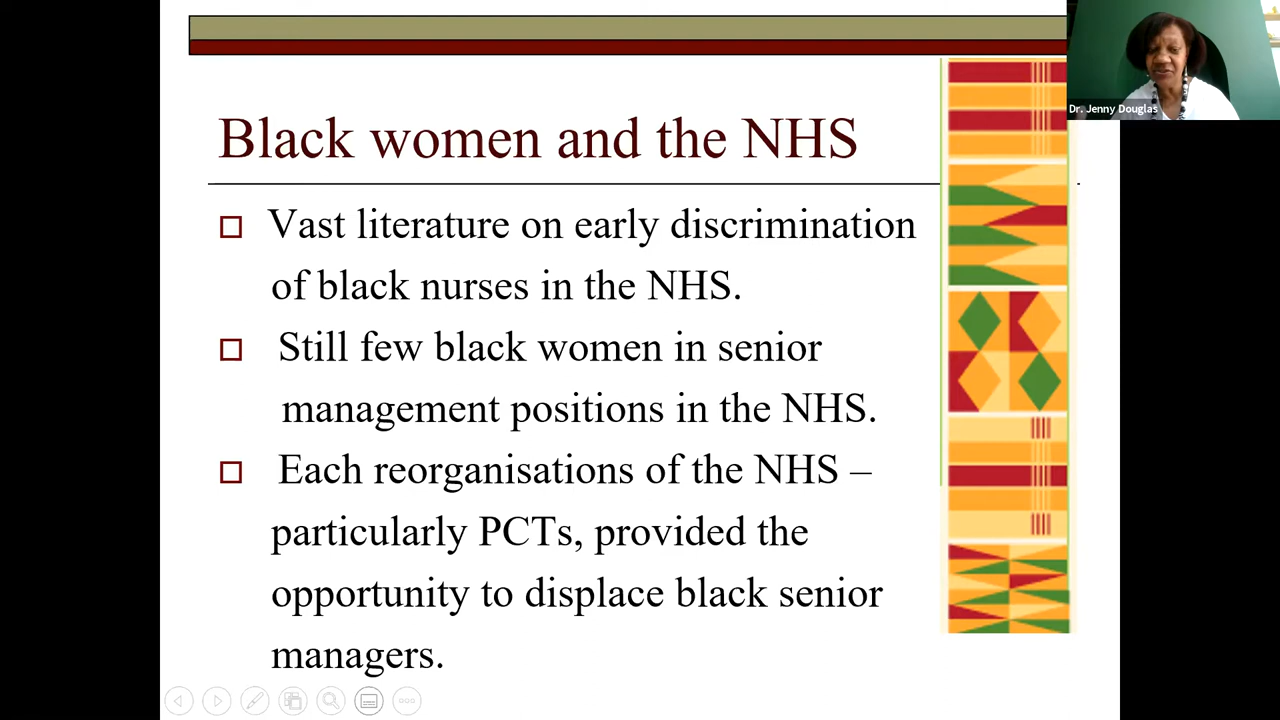 Dr. Jenny Douglas
Black women and the NHS
Vast literature on early discrimination
of black nurses in the NHS.
Still few black women in senior
management positions in the NHS.
Each reorganisations of the NHS –
particularly PCTs, provided the
opportunity to displace black senior
managers.